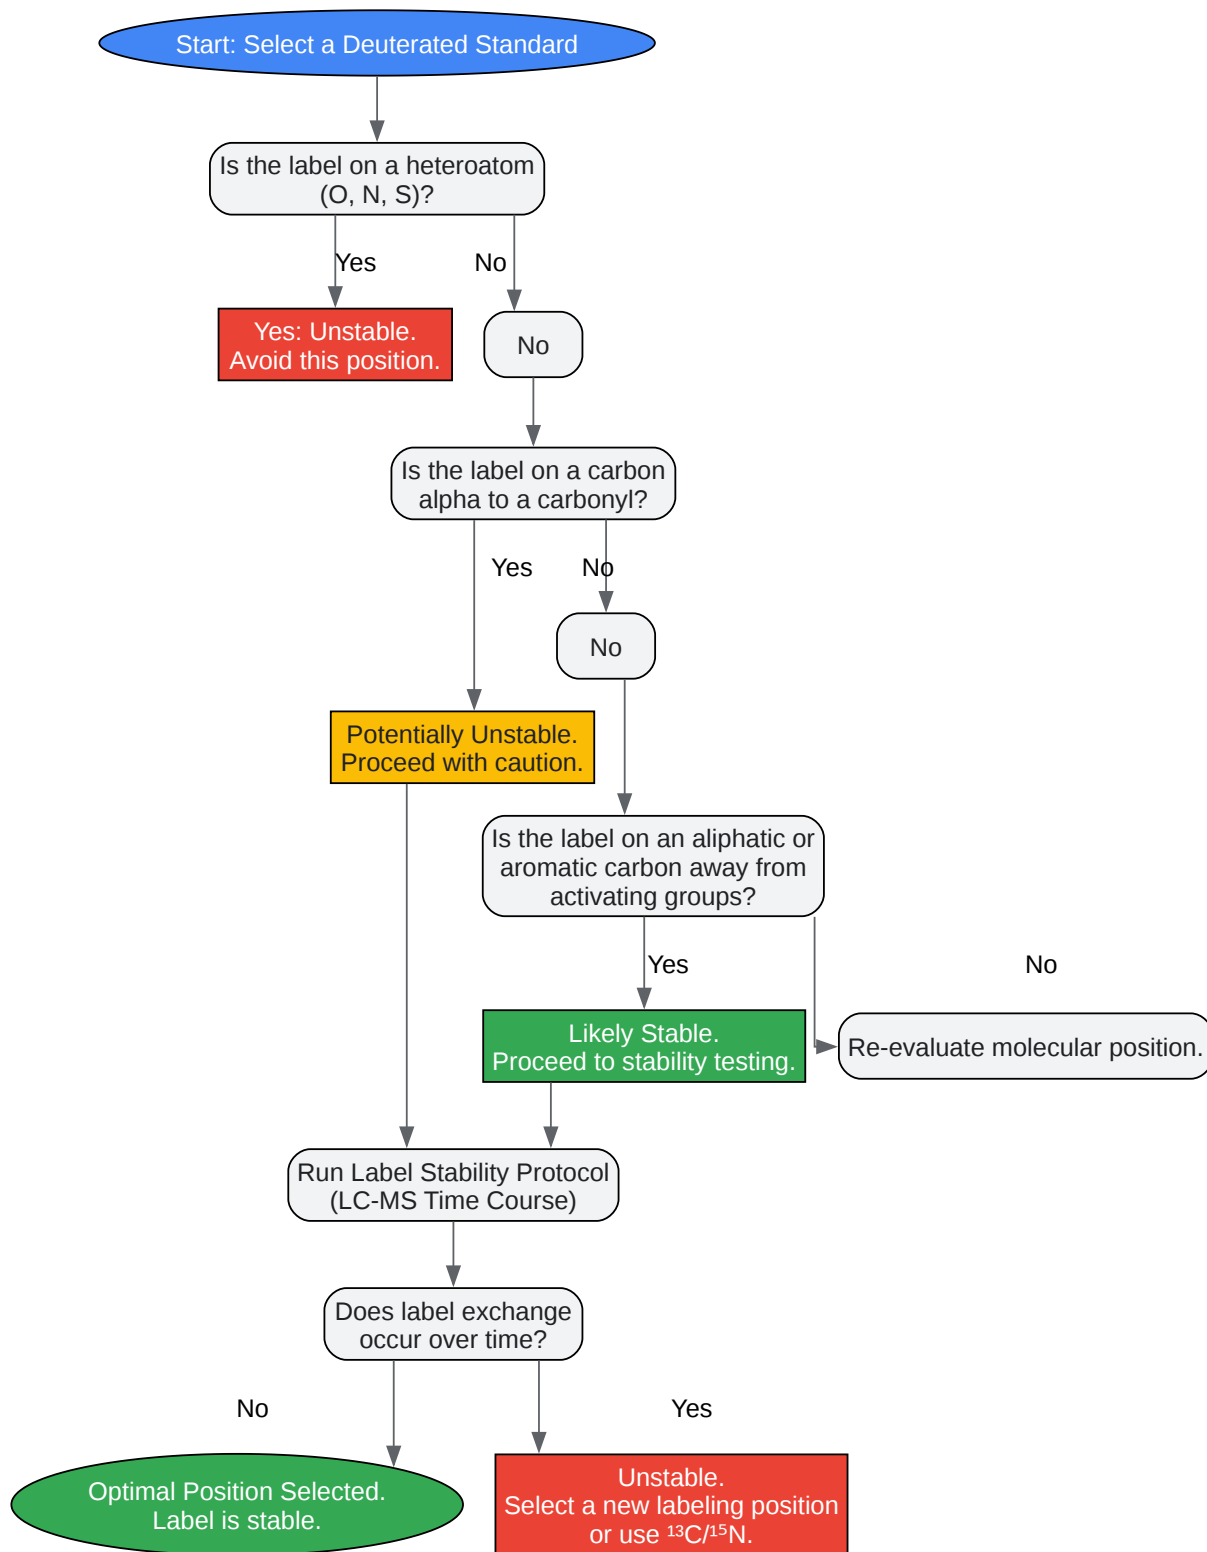 Start: Select a Deuterated Standard
Is the label on a heteroatom
(O, N, S)?
Yes
No
Yes: Unstable.
Avoid this position.
No
Is the label on a carbon
alpha to a carbonyl?
Yes
No
No
Potentially Unstable.
Proceed with caution.
Is the label on an aliphatic or
aromatic carbon away from
activating groups?
Yes
No
Likely Stable.
Proceed to stability testing.
Re-evaluate molecular position.
Run Label Stability Protocol
(LC-MS Time Course)
Does label exchange
occur over time?
No
Yes
Optimal Position Selected.
Label is stable.
Unstable.
Select a new labeling position
or use ¹³C/¹⁵N.